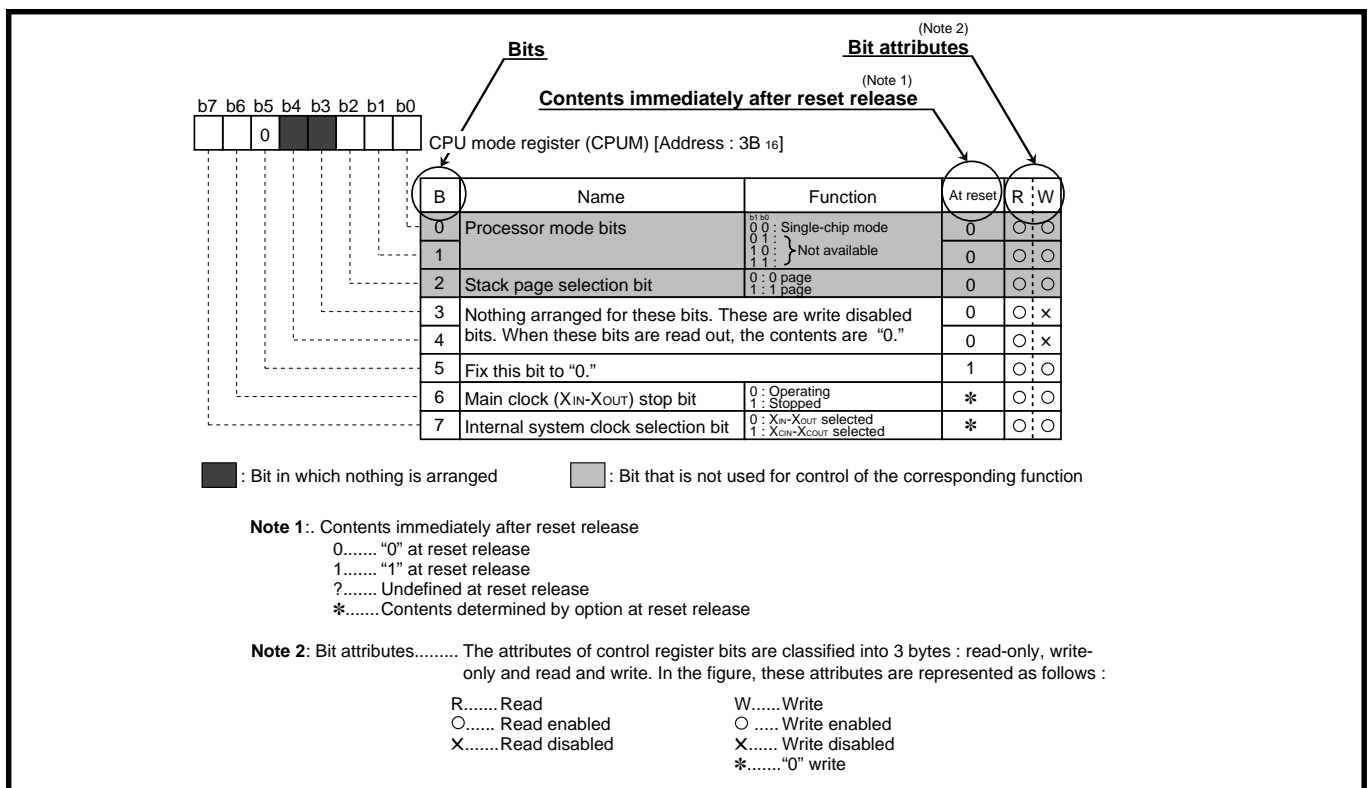 (Note 2)
Bits
Bit attributes
(Note 1)
Contents immediately after reset release
b7 b6 b5 b4 b3 b2 b1 b0
0
CPU mode register (CPUM) [Address : 3B 16]
B Name Function At reset R W
0 Processor mode bits b1 b0
0 0 : Single-chip mode 0
0 1 :
1 1 0 : Not available 0
1 1 :
2 Stack page selection bit 0 : 0 page
1 : 1 page 0
3 Nothing arranged for these bits. These are write disabled 0 ○ ×
4 bits. When these bits are read out, the contents are “0.” 0 ○ ×
5 Fix this bit to “0.” 1 ○ ○
6 Main clock (XIN-XOUT) stop bit 0 : Operating
1 : Stopped ✻ ○ ○
7 Internal system clock selection bit 0 : XIN-XOUT selected
1 : XCIN-XCOUT selected ✻ ○ ○
: Bit in which nothing is arranged : Bit that is not used for control of the corresponding function
Note 1:. Contents immediately after reset release
0....... “0” at reset release
1....... “1” at reset release
?....... Undefined at reset release
✻.......Contents determined by option at reset release
Note 2: Bit attributes......... The attributes of control register bits are classified into 3 bytes : read-only, write-
only and read and write. In the figure, these attributes are represented as follows :
R.......Read W......Write
○...... Read enabled ○ ..... Write enabled
×.......Read disabled ×...... Write disabled
✻.......“0” write